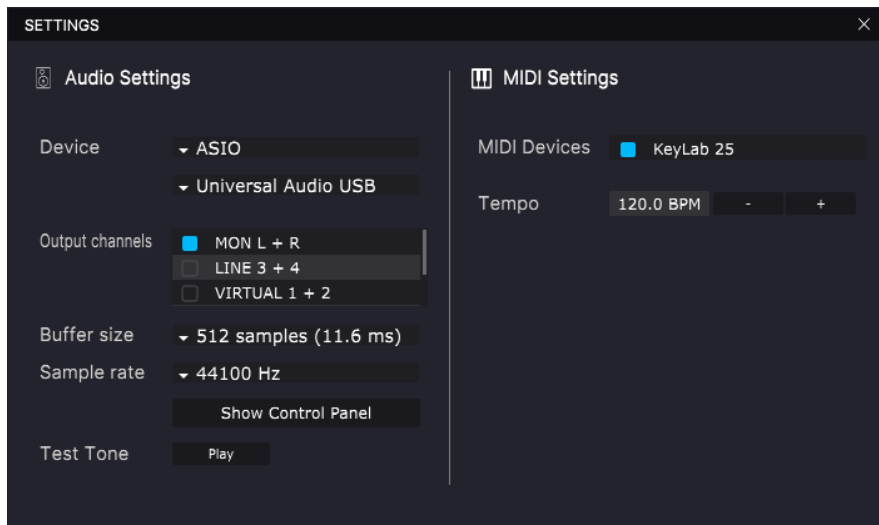 SETTINGS
Audio Settings
Device
ASIO
Universal Audio USB
Output channels
MON L + R
LINE 3 + 4
VIRTUAL 1 + 2
Buffer size
512 samples (11.6 ms)
Sample rate
44100 Hz
Show Control Panel
Test Tone
Play
MIDI Settings
MIDI Devices
KeyLab 25
Tempo
120.0 BPM
-
+